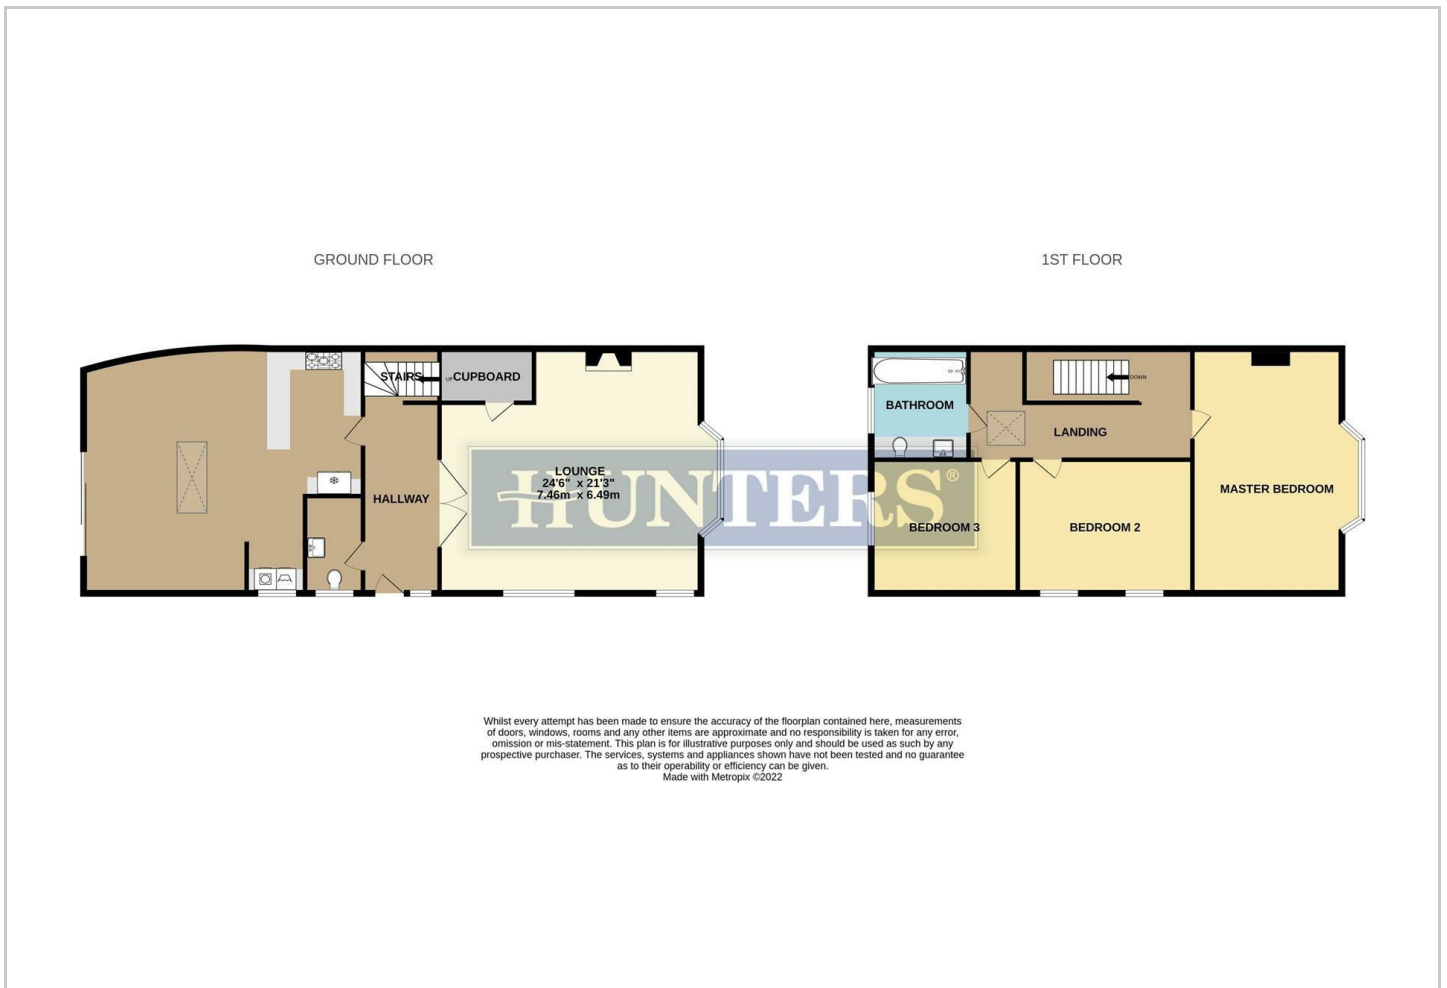 GROUND FLOOR
1ST FLOOR
STAIRS
UP
CUPBOARD
LOUNGE
24'6" x 21'3"
7.46m x 6.49m
HALLWAY
HUNTERS®
BATHROOM
DOWN
LANDING
MASTER BEDROOM
BEDROOM 3
BEDROOM 2
Whilst every attempt has been made to ensure the accuracy of the floorplan contained here, measurements
of doors, windows, rooms and any other items are approximate and no responsibility is taken for any error,
omission or mis-statement. This plan is for illustrative purposes only and should be used as such by any
prospective purchaser. The services, systems and appliances shown have not been tested and no guarantee
as to their operability or efficiency can be given.
Made with Metropix ©2022